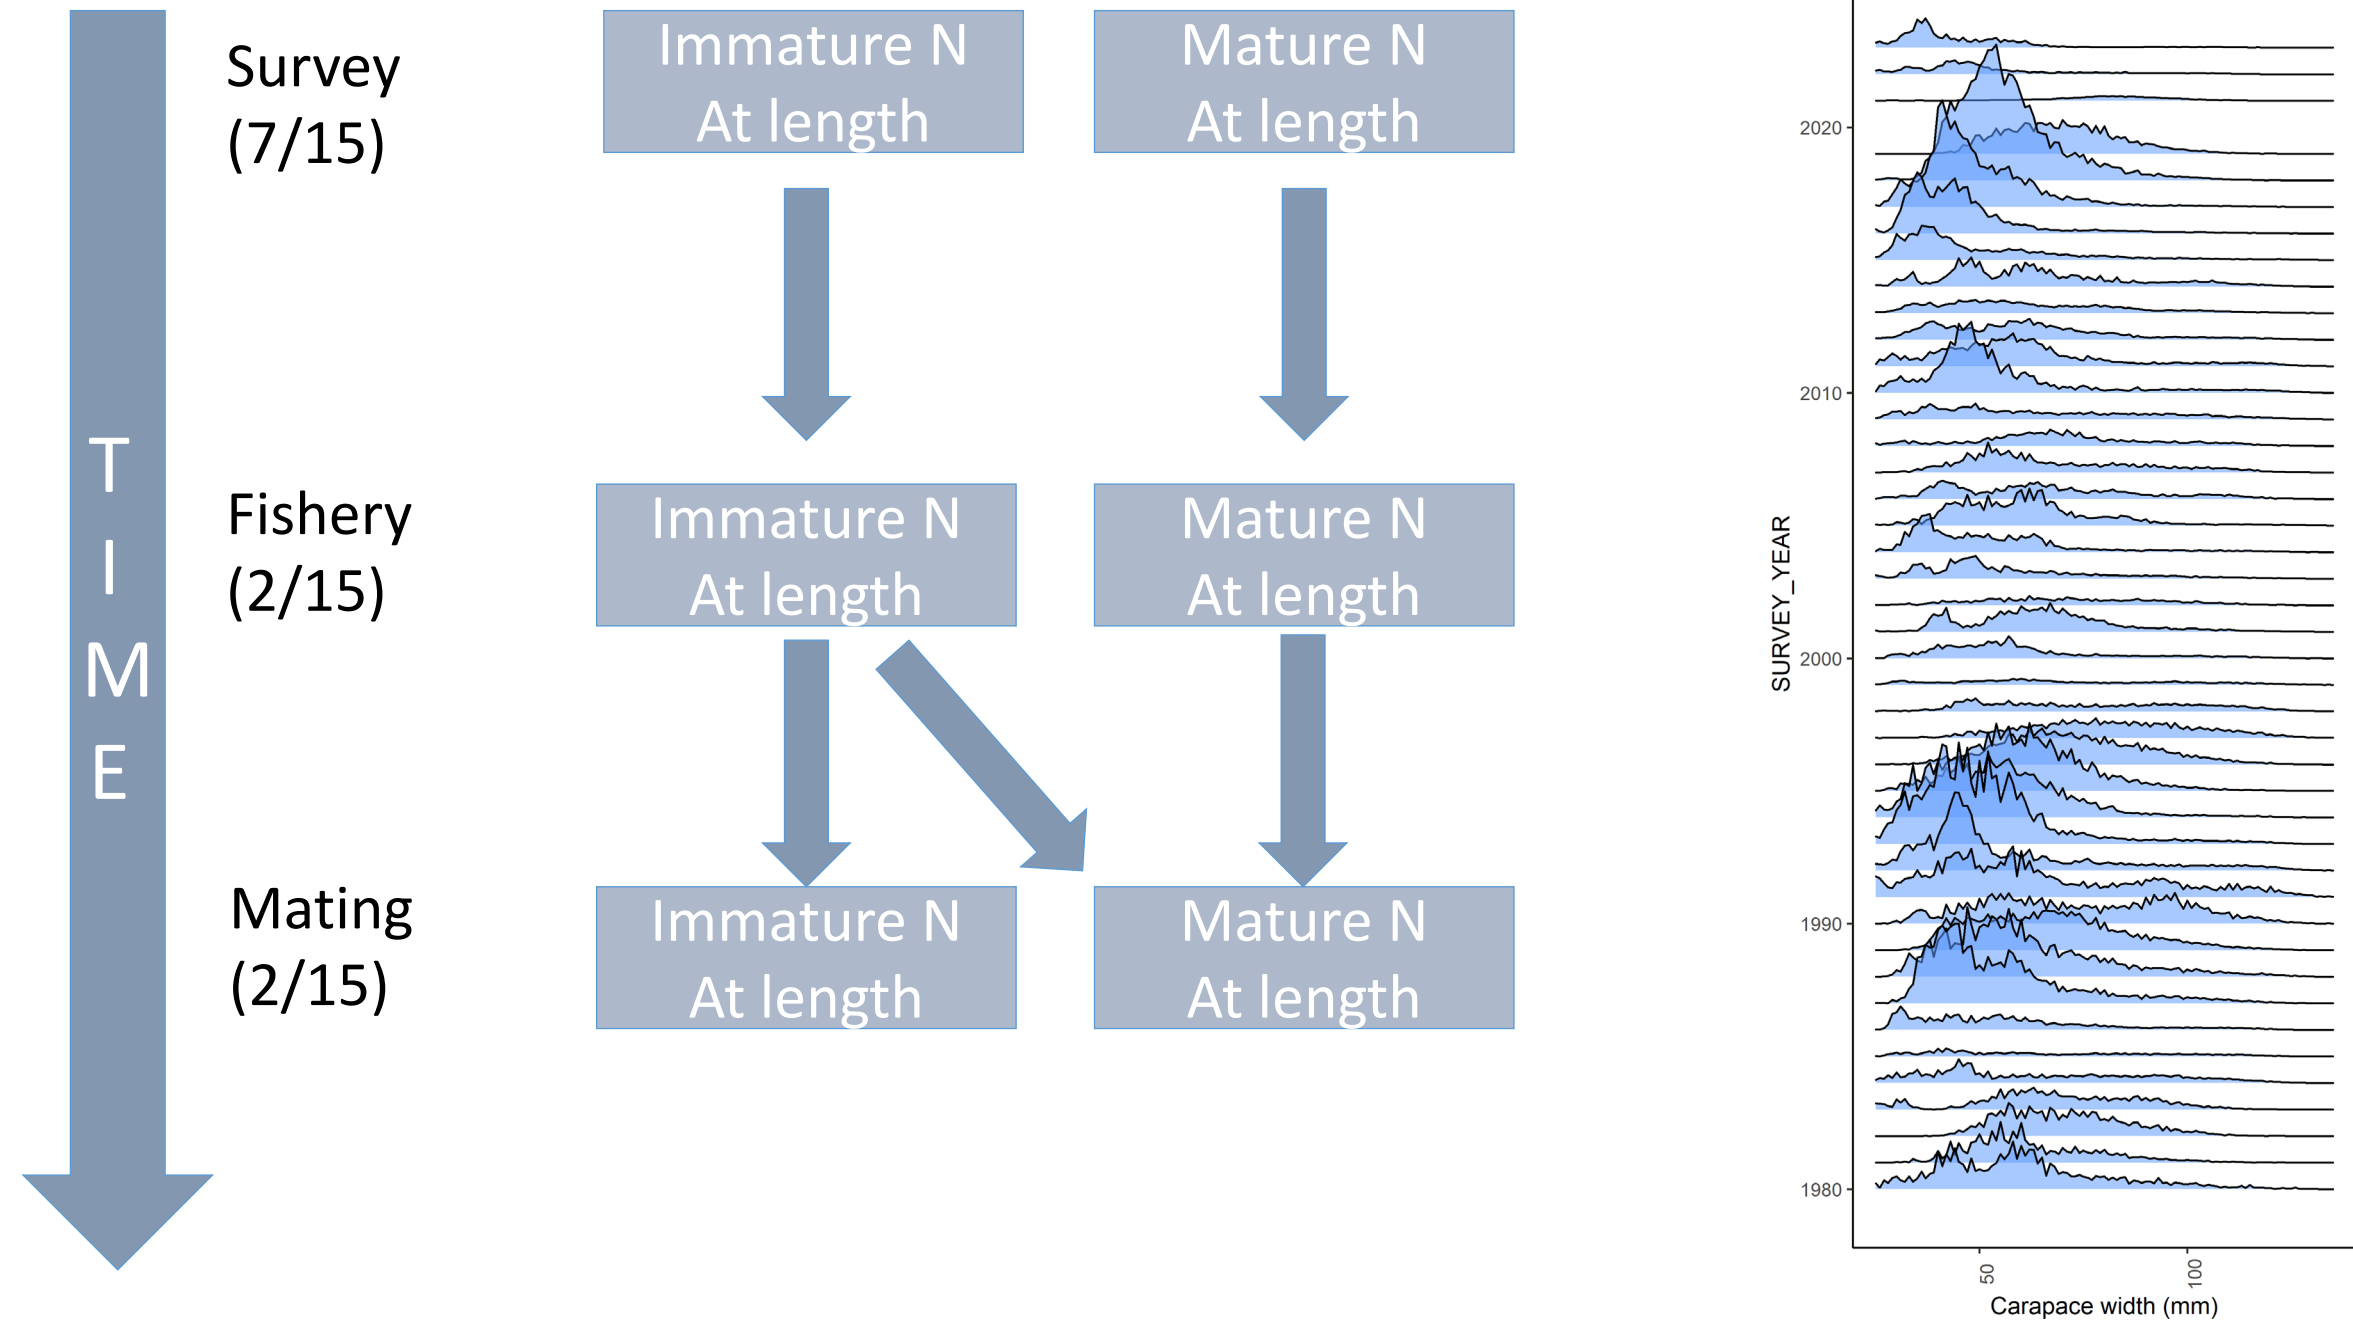 T
I
M
E
Survey
(7/15)
Immature N
At length
Mature N
At length
Fishery
(2/15)
Immature N
At length
Mature N
At length
Mating
(2/15)
Immature N
At length
Mature N
At length
SURVEY_YEAR
2020
2010
2000
1990
1980
50
100
Carapace width (mm)